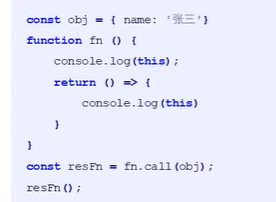 const obj = { name: '张三'}
function fn () {
    console.log(this);
    return () => {
        console.log(this)
    }
}
const resFn = fn.call(obj);
resFn();